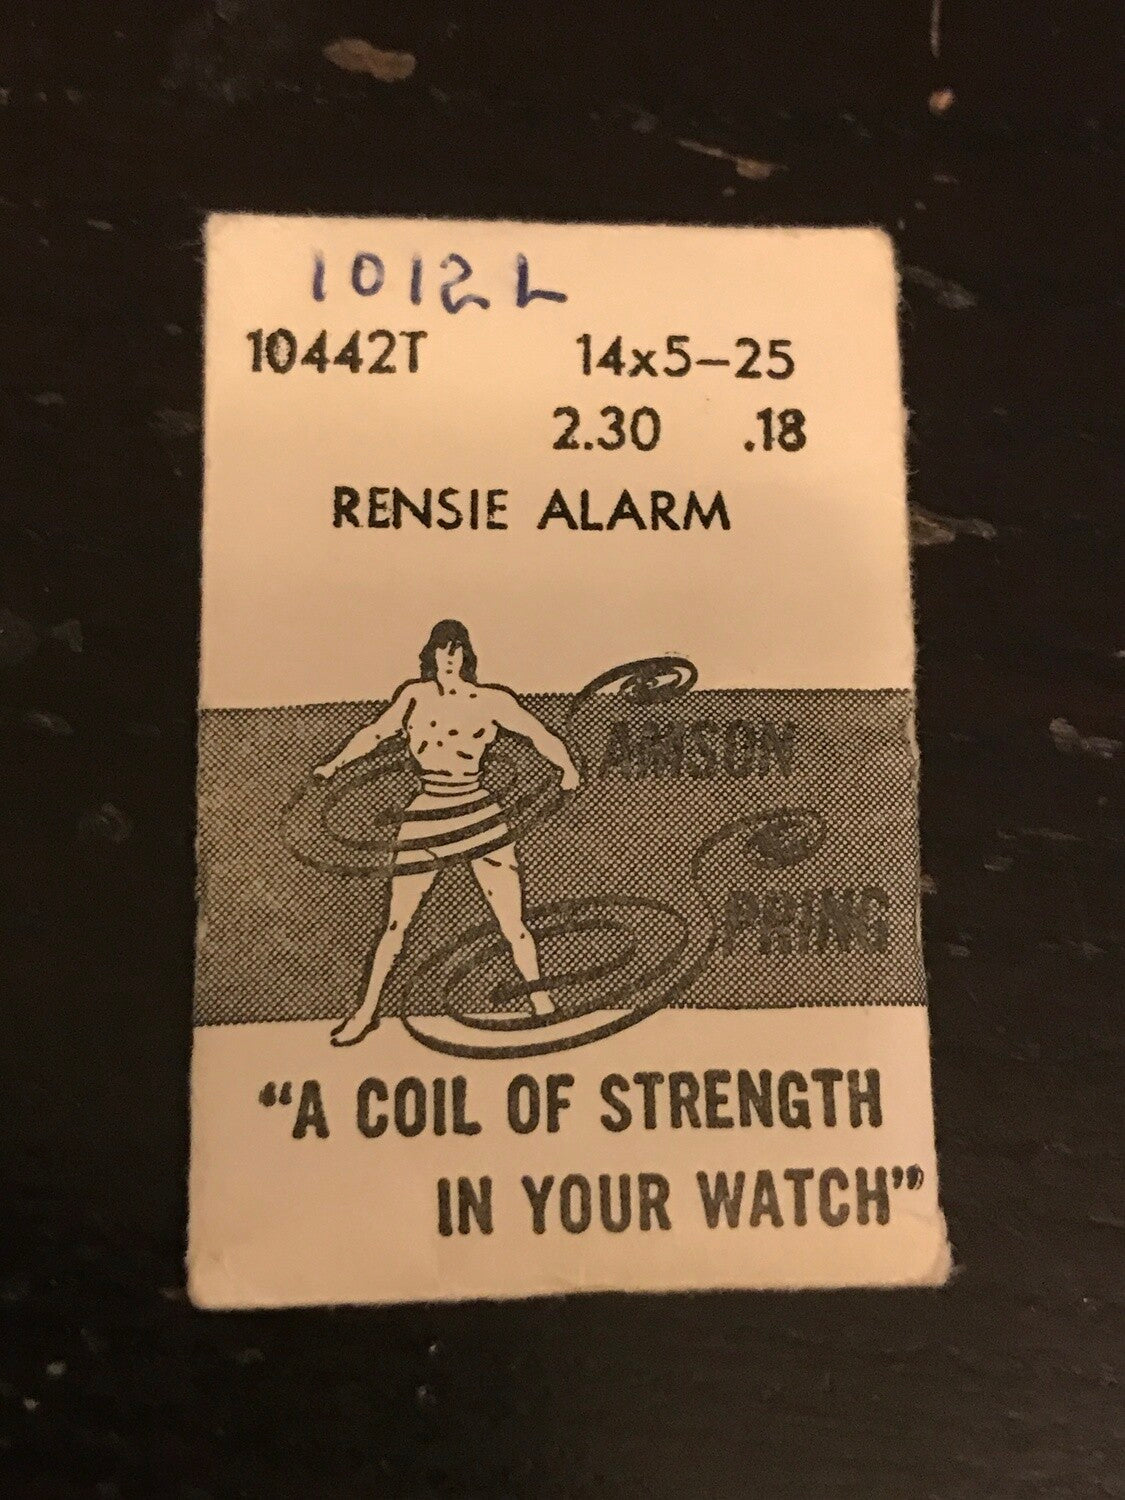 1012L
10442T 14x5-25
2.30 .18
RENSIE ALARM
SAMSON
SPRING
"A COIL OF STRENGTH
IN YOUR WATCH"